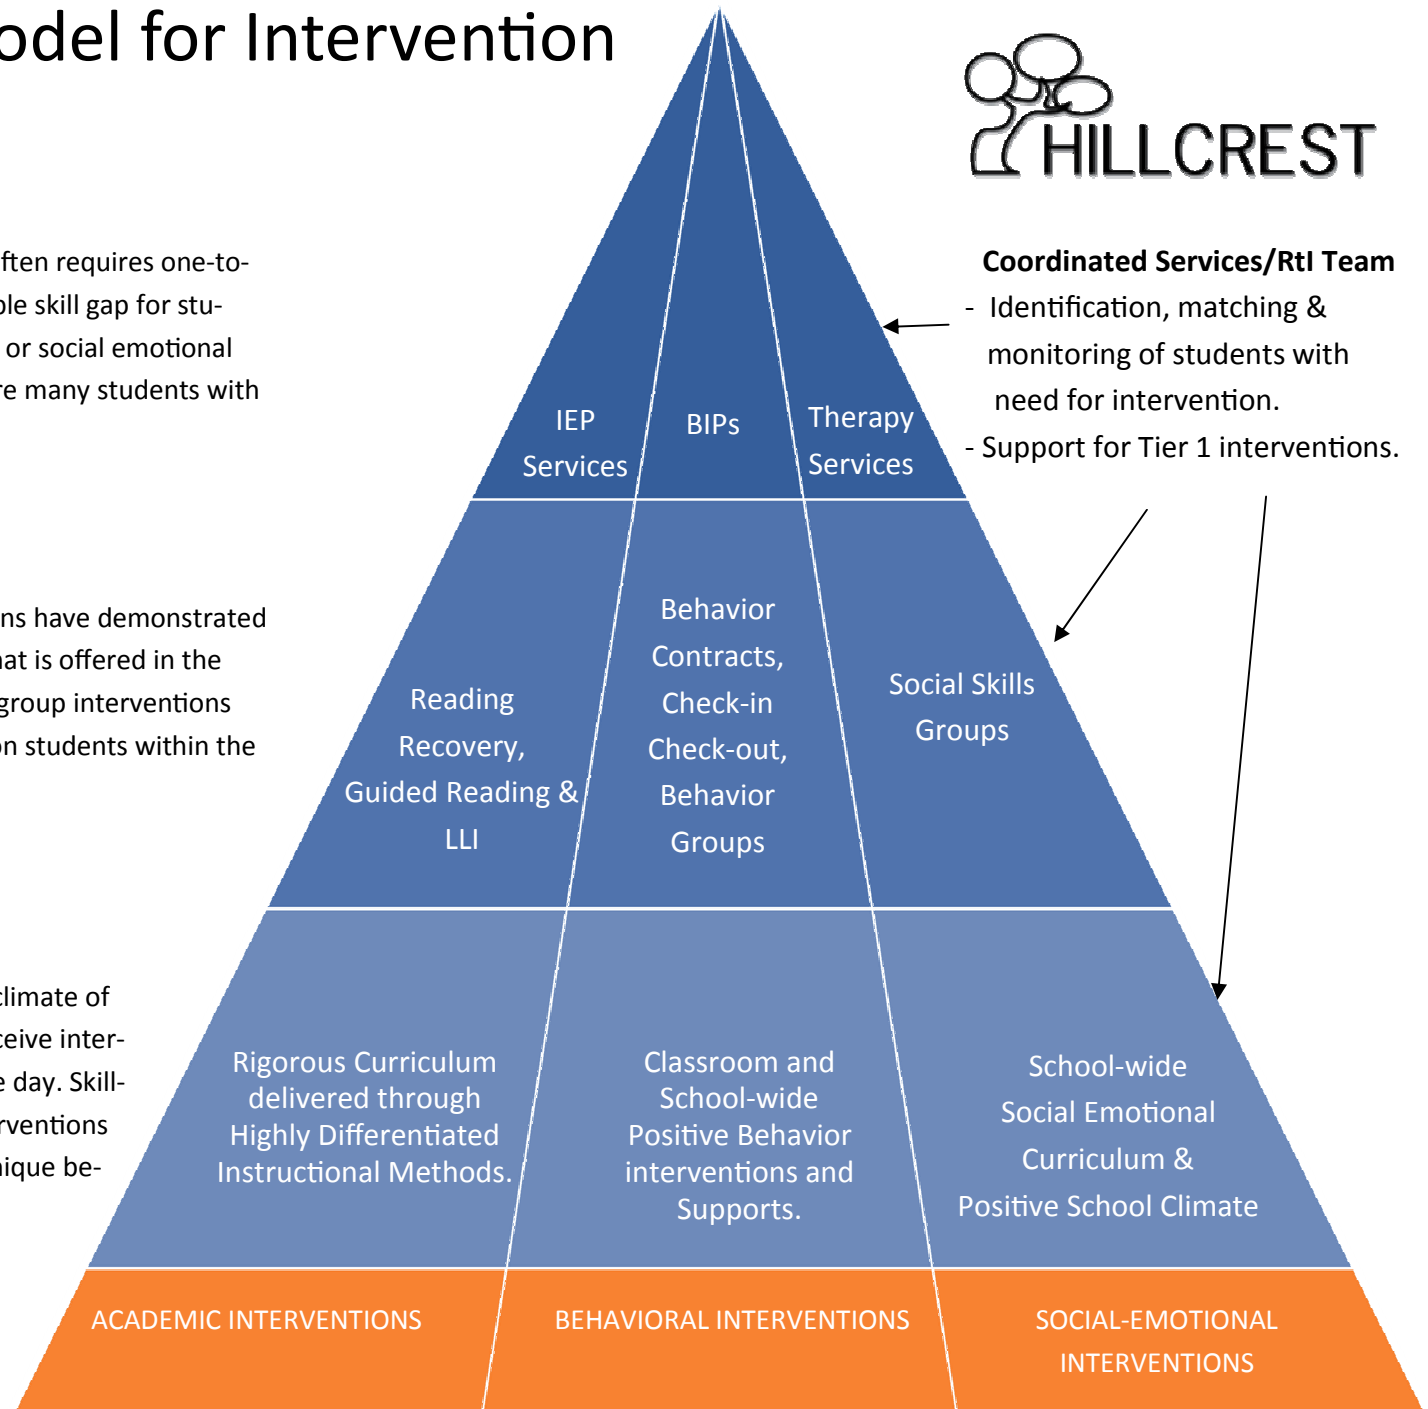 odel for Intervention
HILLCREST
ften requires one-to-
ble skill gap for stu-
or social emotional
re many students with
Coordinated Services/RtI Team
- Identification, matching &
monitoring of students with
need for intervention.
- Support for Tier 1 interventions.
IEP
Services
BIPs
Therapy
Services
ns have demonstrated
hat is offered in the
group interventions
on students within the
Reading
Recovery,
Guided Reading &
LLI
Behavior
Contracts,
Check-in
Check-out,
Behavior
Groups
Social Skills
Groups
climate of
ceive inter-
e day. Skill-
rventions
nique be-
Rigorous Curriculum
delivered through
Highly Differentiated
Instructional Methods.
Classroom and
School-wide
Positive Behavior
interventions and
Supports.
School-wide
Social Emotional
Curriculum &
Positive School Climate
ACADEMIC INTERVENTIONS
BEHAVIORAL INTERVENTIONS
SOCIAL-EMOTIONAL
INTERVENTIONS